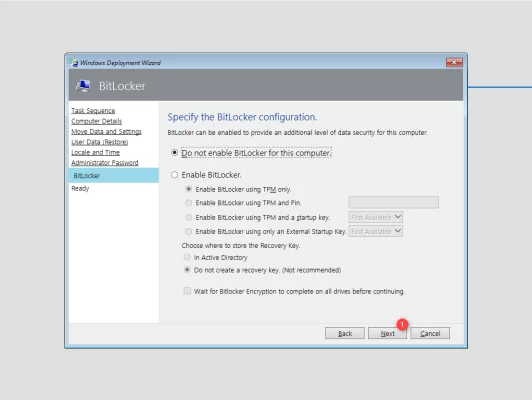 Windows Deployment Wizard
BitLocker
Task Sequence
Computer Details
Move Data and Settings
User Data (Restore)
Locale and Time
Administrator Password
BitLocker
Ready
Specify the BitLocker configuration.
BitLocker can be enabled to provide an additional level of data security for this computer.
Do not enable BitLocker for this computer.
Enable BitLocker.
Enable BitLocker using TPM only.
Enable BitLocker using TPM and Pin.
Enable BitLocker using TPM and a startup key. First Available
Enable BitLocker using only an External Startup Key. First Available
Choose where to store the Recovery Key.
In Active Directory
Do not create a recovery key. (Not recommended)
Wait for Bitlocker Encryption to complete on all drives before continuing.
1
Back Next Cancel